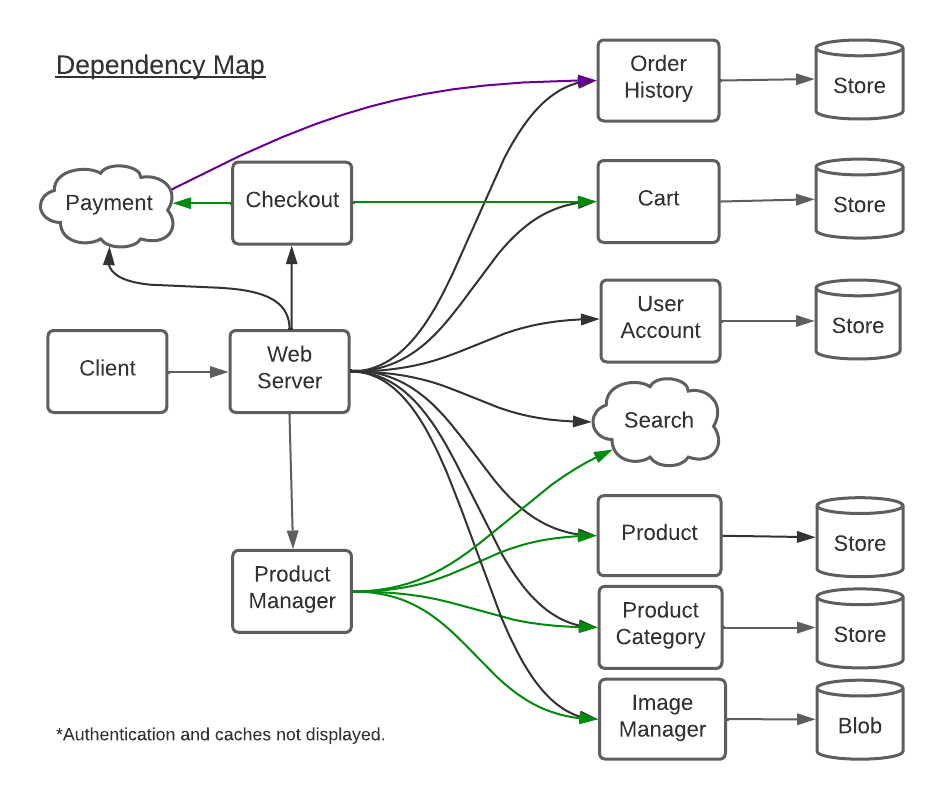 Dependency Map
Order
History
Store
Payment
Checkout
Cart
Store
User
Account
Store
Client
Web
Server
Search
Product
Store
Product
Manager
Product
Category
Store
Image
Manager
Blob
*Authentication and caches not displayed.